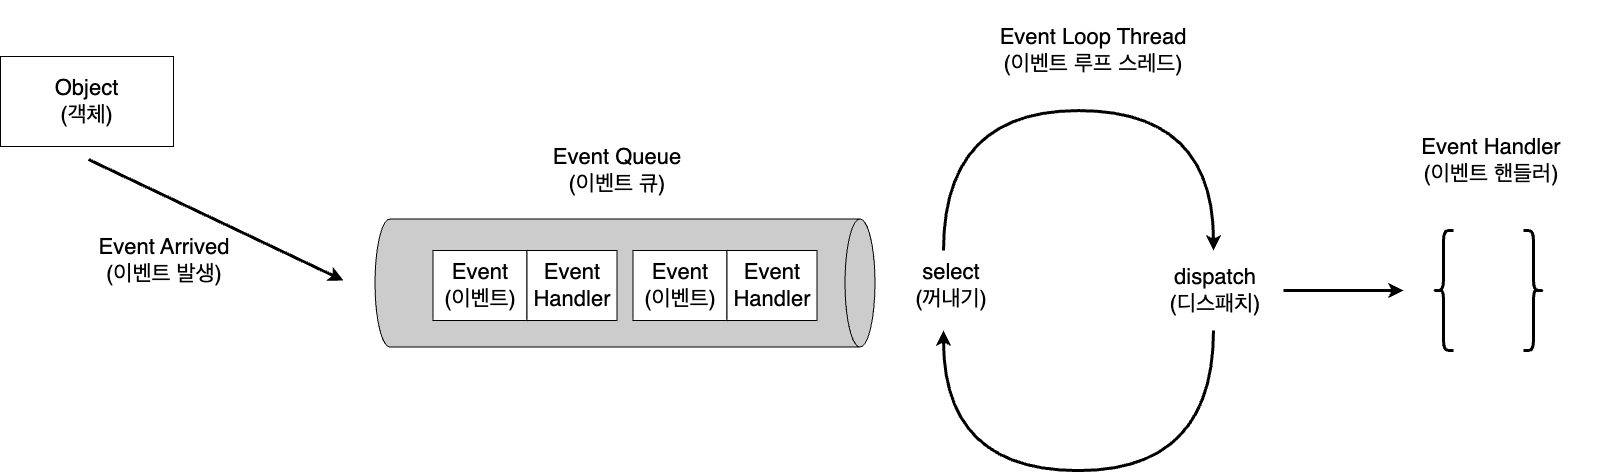 Object
(객체)
Event Arrived
(이벤트 발생)
Event Queue
(이벤트 큐)
Event
(이벤트)
Event
Handler
Event
(이벤트)
Event
Handler
Event Loop Thread
(이벤트 루프 스레드)
select
(꺼내기)
dispatch
(디스패치)
Event Handler
(이벤트 핸들러)
{ }